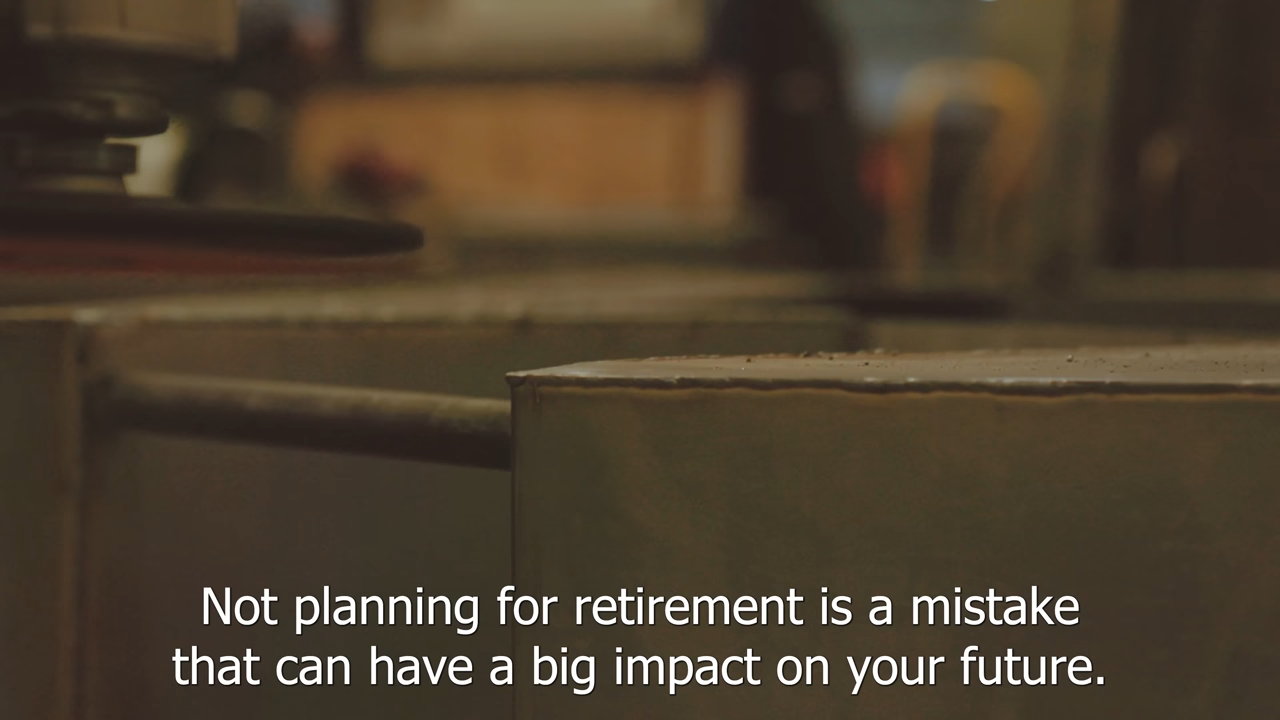 Not planning for retirement is a mistake
that can have a big impact on your future.